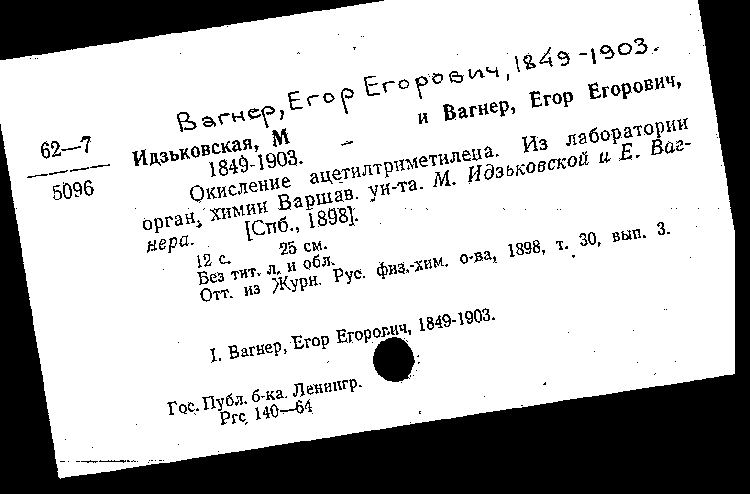 Вагнер, Егор Егорович, 1849-1903.
62—7
5096
Идзьковская, М — и Вагнер, Егор Егорович,
1849-1903.
Окисление ацетилтриметилена. Из лаборатории
орган. химии Варшав. ун-та. М. Идзьковской и Е. Ваг-
нера. [Спб., 1898].
12 с. 25 см.
Без тит. л. и обл.
Отт. из Журн. Рус. физ.-хим. о-ва, 1898, т. 30, вып. 3.
I. Вагнер, Егор Егорович, 1849-1903.
Гос. Публ. б-ка. Ленингр.
Ргс 140—64